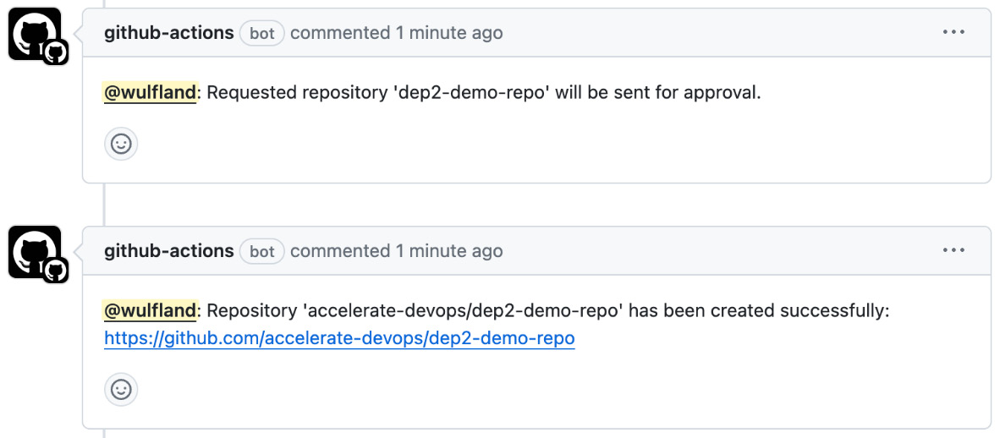 github-actions bot commented 1 minute ago
@wulfland: Requested repository 'dep2-demo-repo' will be sent for approval.
github-actions bot commented 1 minute ago
@wulfland: Repository 'accelerate-devops/dep2-demo-repo' has been created successfully:
https://github.com/accelerate-devops/dep2-demo-repo